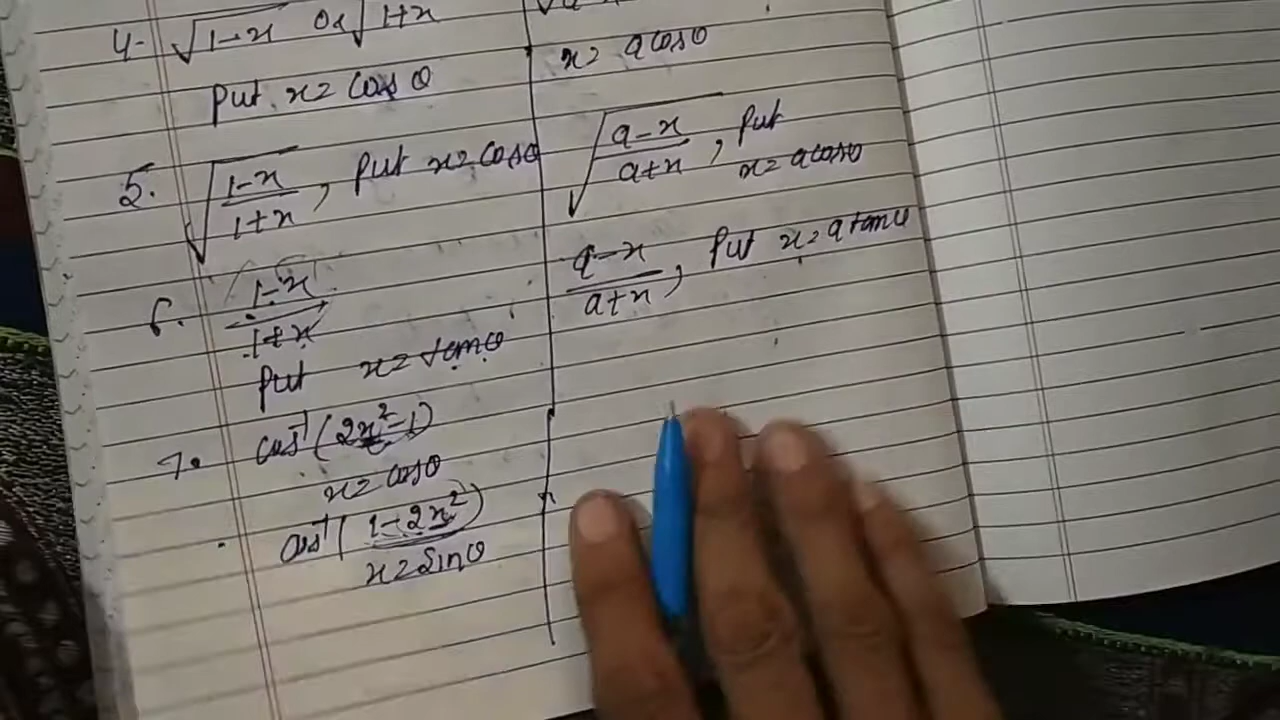 4- √1-x or √1+x
Put x = cos θ
x = a cos θ
5. √(1-x)/(1+x), Put x = cos θ
√(a-x)/(a+x), Put
x = a cos θ
6. (1-x)/(1+x)
Put x = tan θ
(a-x)/(a+x), Put x = a tan θ
7. cos⁻¹(2x²-1)
x = cos θ
cos⁻¹(1-2x²)
x = Sin θ